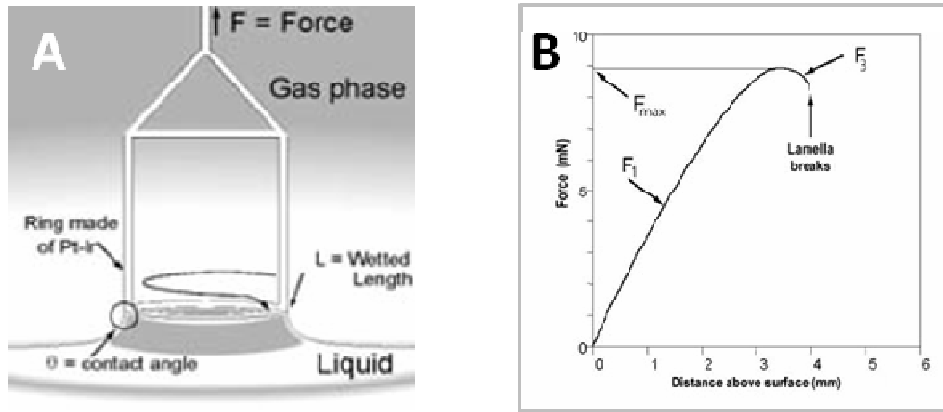 A
F = Force
Gas phase
Ring made
of Pt-Ir
L = Wetted
Length
θ = contact angle
Liquid
B
10
Fmax
F3
Lamella
breaks
F1
Force (mN)
5
0
0 1 2 3 4 5 6
Distance above surface (mm)